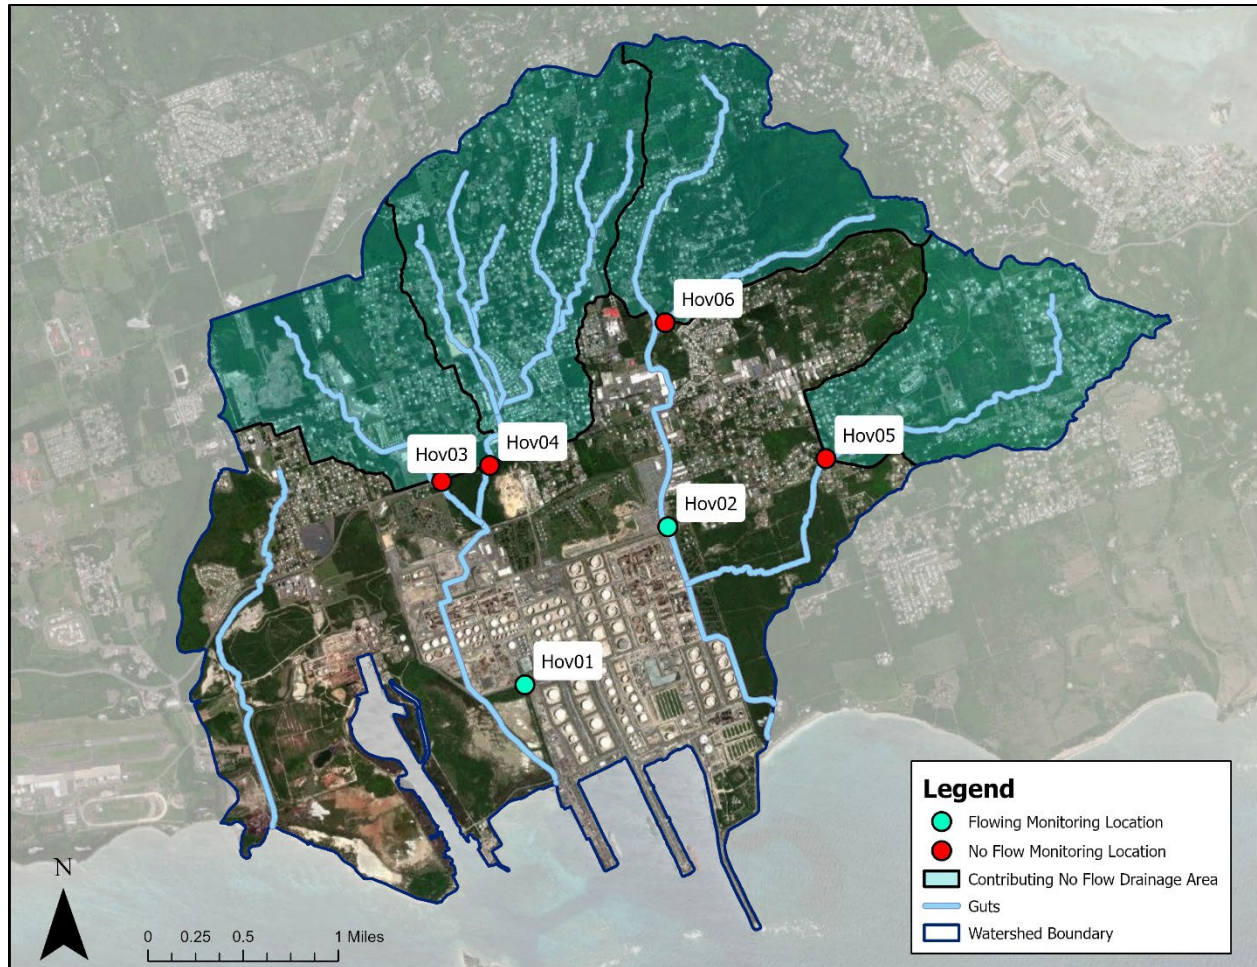 Hov06
Hov05
Hov04
Hov03
Hov02
Hov01
N
0 0.25 0.5 1 Miles
Legend
Flowing Monitoring Location
No Flow Monitoring Location
Contributing No Flow Drainage Area
Guts
Watershed Boundary